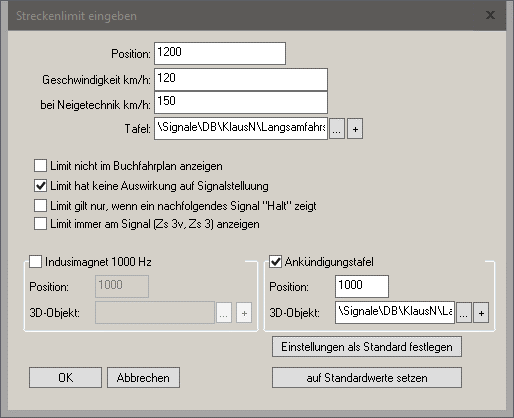 Streckenlimit eingeben
Position: 1200
Geschwindigkeit km/h: 120
bei Neigetechnik km/h: 150
Tafel: \Signale\DB\KlausN\Langsamfahrs ... +
Limit nicht im Buchfahrplan anzeigen
Limit hat keine Auswirkung auf Signalstelluung
Limit gilt nur, wenn ein nachfolgendes Signal "Halt" zeigt
Limit immer am Signal (Zs 3v, Zs 3) anzeigen
Indusimagnet 1000 Hz
Position: 1000
3D-Objekt: ... +
Ankündigungstafel
Position: 1000
3D-Objekt: \Signale\DB\KlausN\La ... +
Einstellungen als Standard festlegen
OK Abbrechen auf Standardwerte setzen